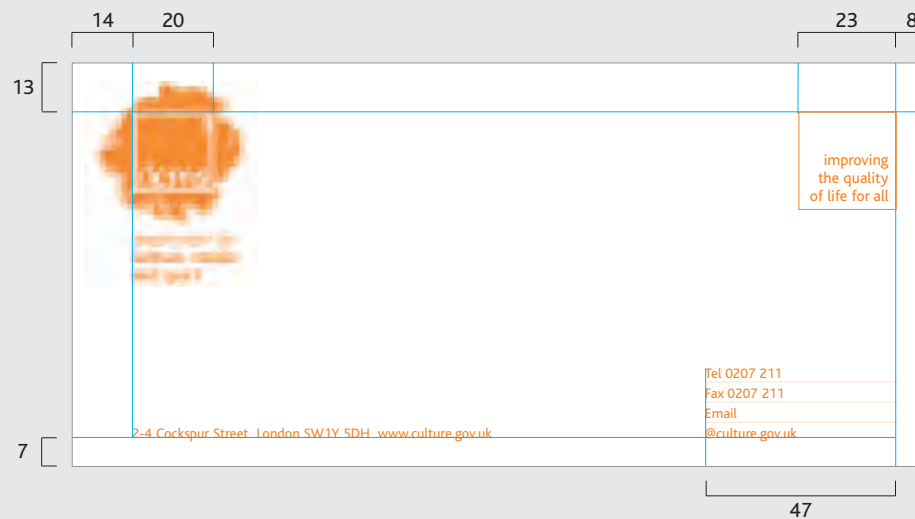 14 20 23 8
13
improving
the quality
of life for all
Tel 0207 211
Fax 0207 211
Email
2-4 Cockspur Street London SW1Y 5DH www.culture.gov.uk
@culture.gov.uk
7
47